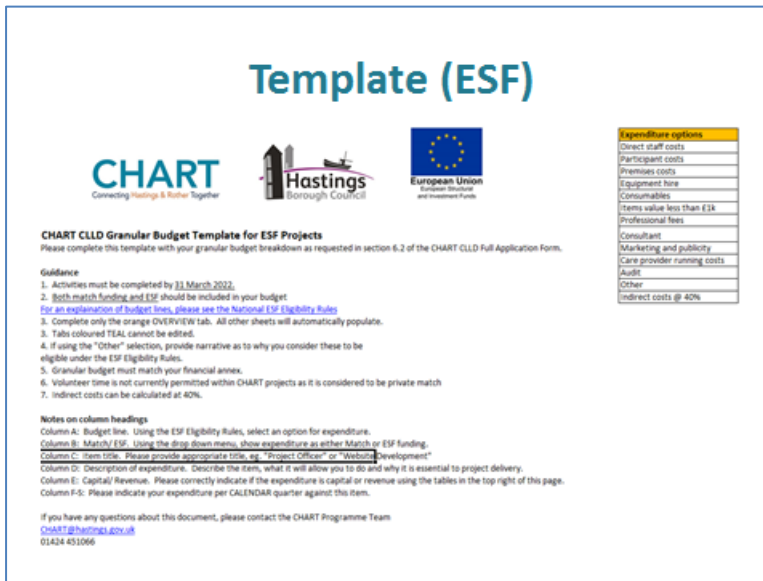 Template (ESF)
CHART
Connecting Hastings & Rother Together
Hastings
Borough Council
European Union
European Structural
and Investment Funds
Expenditure options
Direct staff costs
Participant costs
Premises costs
Equipment hire
Consumables
Items value less than £1k
Professional fees
Consultant
Marketing and publicity
Care provider running costs
Audit
Other
Indirect costs @ 40%
CHART CLLD Granular Budget Template for ESF Projects
Please complete this template with your granular budget breakdown as requested in section 6.2 of the CHART CLLD Full Application Form.
Guidance
1. Activities must be completed by 31 March 2022.
2. Both match funding and ESF should be included in your budget
For an explaination of budget lines, please see the National ESF Eligibility Rules
3. Complete only the orange OVERVIEW tab. All other sheets will automatically populate.
3. Tabs coloured TEAL cannot be edited.
4. If using the "Other" selection, provide narrative as to why you consider these to be
eligible under the ESF Eligibility Rules.
5. Granular budget must match your financial annex.
6. Volunteer time is not currently permitted within CHART projects as it is considered to be private match
7. Indirect costs can be calculated at 40%.
Notes on column headings
Column A: Budget line. Using the ESF Eligibility Rules, select an option for expenditure.
Column B: Match/ ESF. Using the drop down menu, show expenditure as either Match or ESF funding.
Column C: Item title. Please provide appropriate title, eg. "Project Officer" or "Website Development"
Column D: Description of expenditure. Describe the item, what it will allow you to do and why it is essential to project delivery.
Column E: Capital/ Revenue. Please correctly indicate if the expenditure is capital or revenue using the tables in the top right of this page.
Column F-S: Please indicate your expenditure per CALENDAR quarter against this item.
If you have any questions about this document, please contact the CHART Programme Team
CHART@hastings.gov.uk
01424 451066